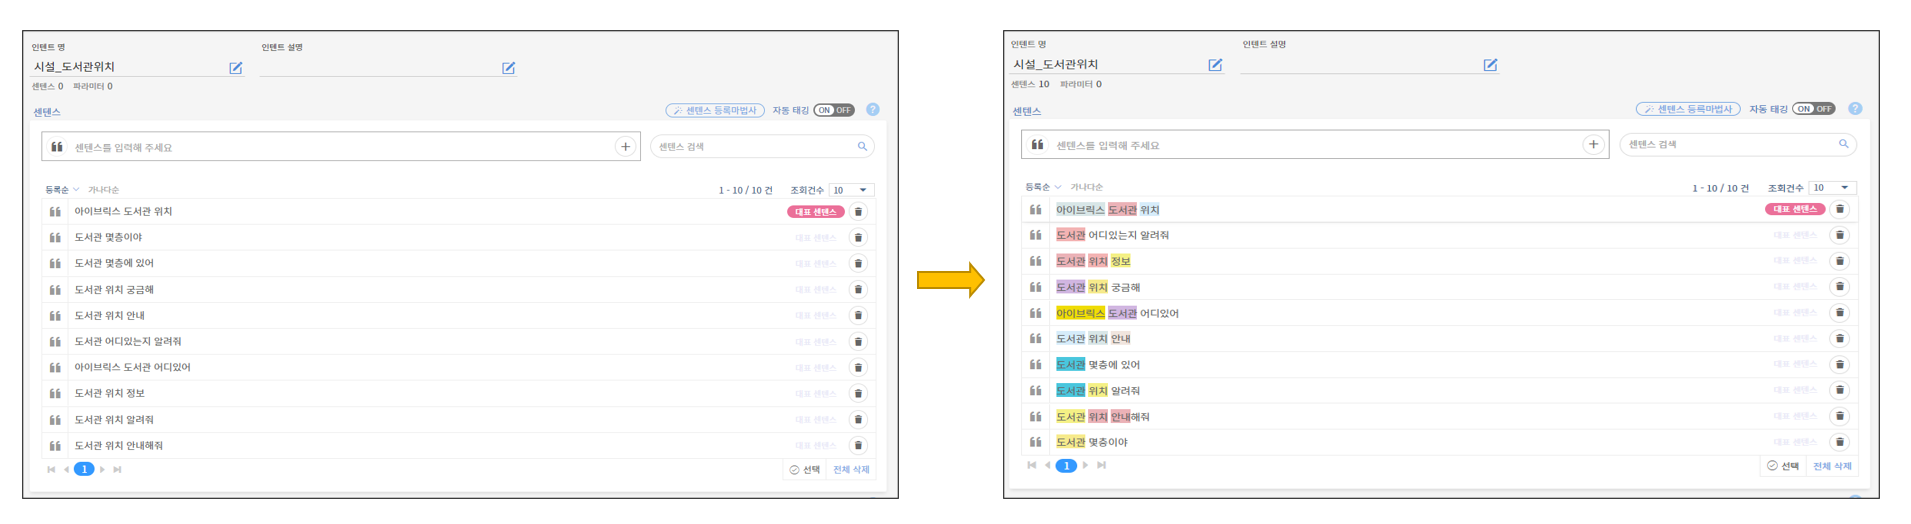 인텐트 명
인텐트 설명
시설_도서관위치
센텐스 0 파라미터 0
센텐스
센텐스 등록마법사
자동 태깅 ON OFF ?
센텐스를 입력해 주세요
센텐스 검색
등록순 가나다순
1 - 10 / 10 건 조회건수 10
아이브릭스 도서관 위치 대표 센텐스
도서관 몇층이야 대표 센텐스
도서관 몇층에 있어 대표 센텐스
도서관 위치 궁금해 대표 센텐스
도서관 위치 안내 대표 센텐스
도서관 어디있는지 알려줘 대표 센텐스
아이브릭스 도서관 어디있어 대표 센텐스
도서관 위치 정보 대표 센텐스
도서관 위치 알려줘 대표 센텐스
도서관 위치 안내해줘 대표 센텐스
1
선택 전체 삭제
인텐트 명
인텐트 설명
시설_도서관위치
센텐스 10 파라미터 0
센텐스
센텐스 등록마법사
자동 태깅 ON OFF ?
센텐스를 입력해 주세요
센텐스 검색
등록순 가나다순
1 - 10 / 10 건 조회건수 10
아이브릭스 도서관 위치 대표 센텐스
도서관 어디있는지 알려줘 대표 센텐스
도서관 위치 정보 대표 센텐스
도서관 위치 궁금해 대표 센텐스
아이브릭스 도서관 어디있어 대표 센텐스
도서관 위치 안내 대표 센텐스
도서관 몇층에 있어 대표 센텐스
도서관 위치 알려줘 대표 센텐스
도서관 위치 안내해줘 대표 센텐스
도서관 몇층이야 대표 센텐스
1
선택 전체 삭제